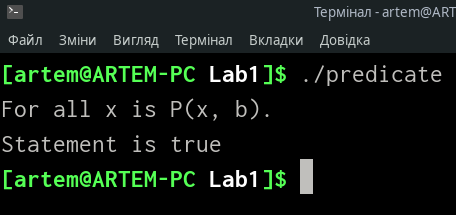 Термінал - artem@ART
Файл Зміни Вигляд Термінал Вкладки Довідка
[artem@ARTEM-PC Lab1]$ ./predicate
For all x is P(x, b).
Statement is true
[artem@ARTEM-PC Lab1]$